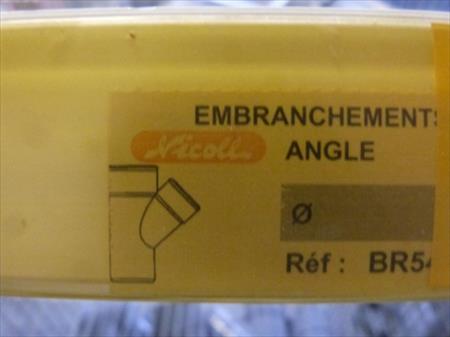 EMBRANCHEMENTS
Nicoll
ANGLE
Ø
Réf : BR54